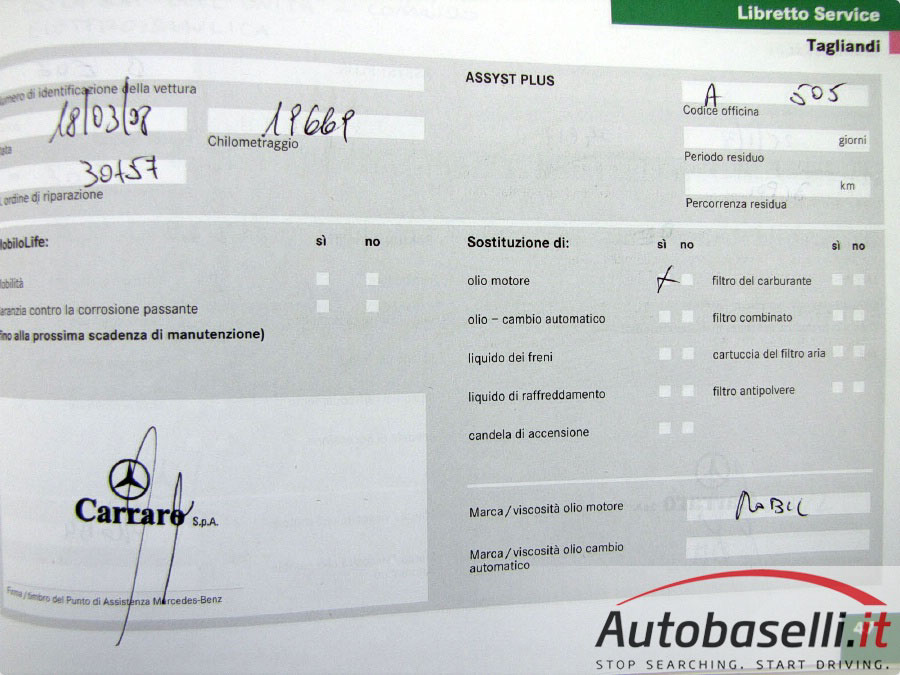 Libretto Service
Tagliandi
umero di identificazione della vettura
ASSYST PLUS
A 505
Codice officina
18/03/08
19669
ata
Chilometraggio
giorni
Periodo residuo
30757
. ordine di riparazione
km
Percorrenza residua
MobiloLife:
sì no
Sostituzione di:
sì no
sì no
obilità
aranzia contro la corrosione passante
ino alla prossima scadenza di manutenzione)
olio motore
filtro del carburante
olio – cambio automatico
filtro combinato
liquido dei freni
cartuccia del filtro aria
liquido di raffreddamento
filtro antipolvere
candela di accensione
Carraro S.p.A.
Firma/timbro del Punto di Assistenza Mercedes-Benz
Marca/viscosità olio motore
MOBIL
Marca/viscosità olio cambio
automatico
Autobaselli.it
STOP SEARCHING. START DRIVING.